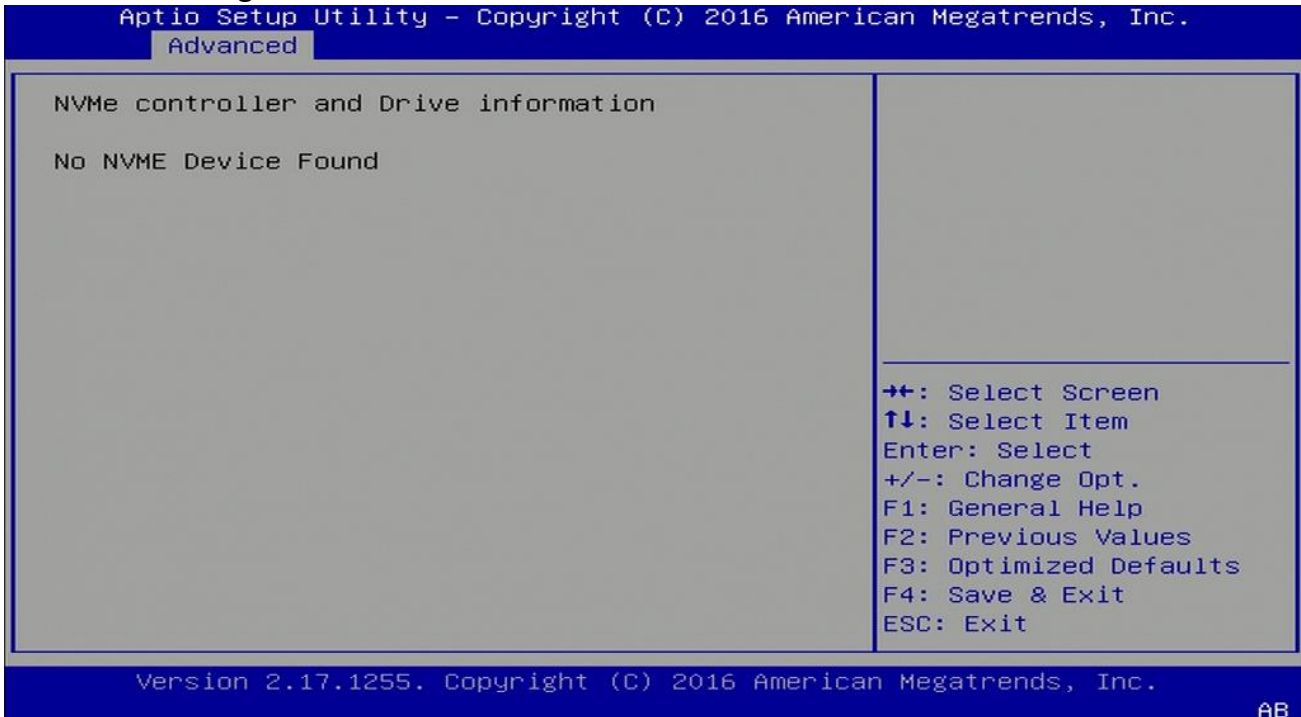 Aptio Setup Utility – Copyright (C) 2016 American Megatrends, Inc.
Advanced
NVMe controller and Drive information
No NVME Device Found
→←: Select Screen
↑↓: Select Item
Enter: Select
+/-: Change Opt.
F1: General Help
F2: Previous Values
F3: Optimized Defaults
F4: Save & Exit
ESC: Exit
Version 2.17.1255. Copyright (C) 2016 American Megatrends, Inc.
AB